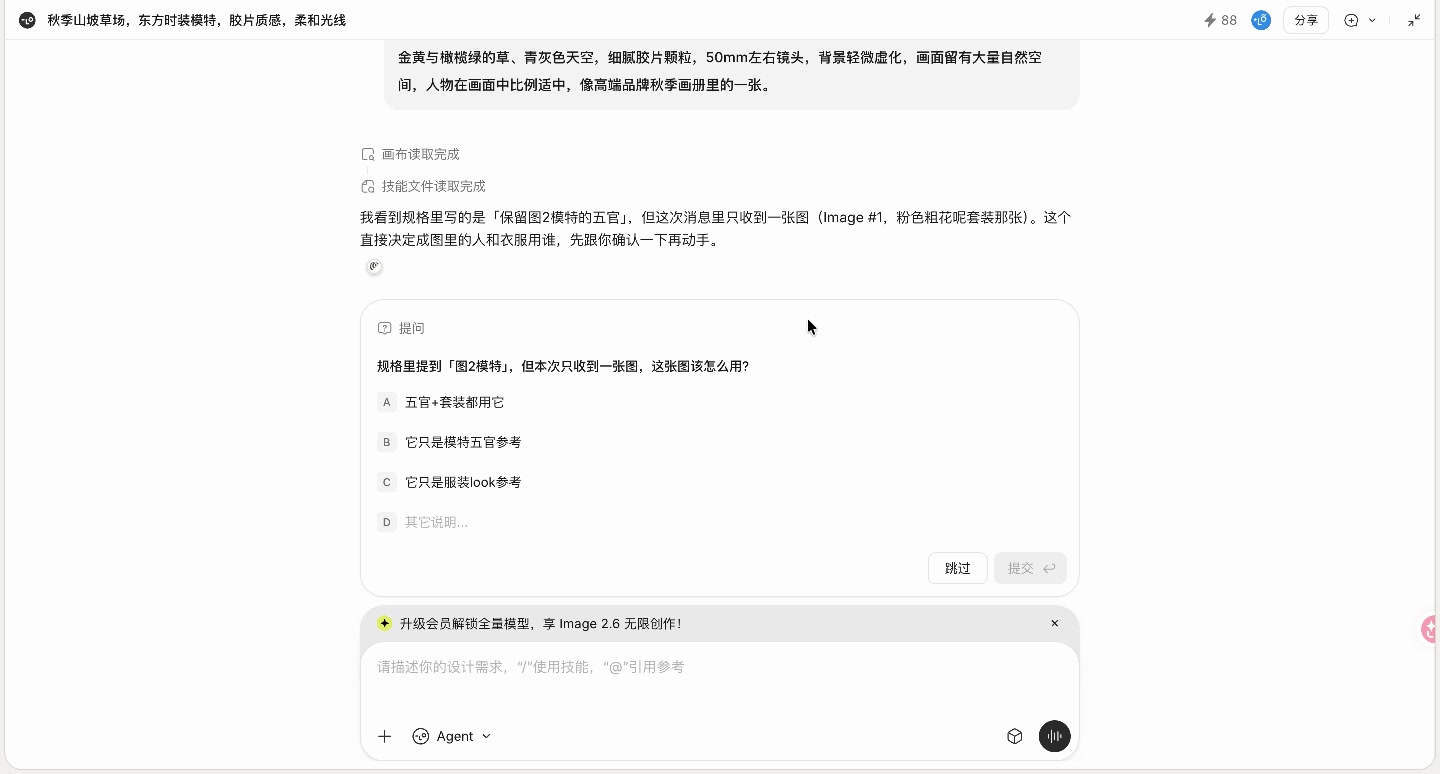 秋季山坡草场，东方时装模特，胶片质感，柔和光线
88
分享
金黄与橄榄绿的草、青灰色天空，细腻胶片颗粒，50mm左右镜头，背景轻微虚化，画面留有大量自然空
间，人物在画面中比例适中，像高端品牌秋季画册里的一张。
画布读取完成
技能文件读取完成
我看到规格里写的是「保留图2模特的五官」，但这次消息里只收到一张图（Image #1，粉色粗花呢套装那张）。这个
直接决定成图里的人和衣服用谁，先跟你确认一下再动手。
提问
规格里提到「图2模特」，但本次只收到一张图，这张图该怎么用？
A 五官+套装都用它
B 它只是模特五官参考
C 它只是服装look参考
D 其它说明...
跳过
提交
升级会员解锁全量模型，享 Image 2.6 无限创作！
请描述你的设计需求，“/”使用技能，“@”引用参考
Agent